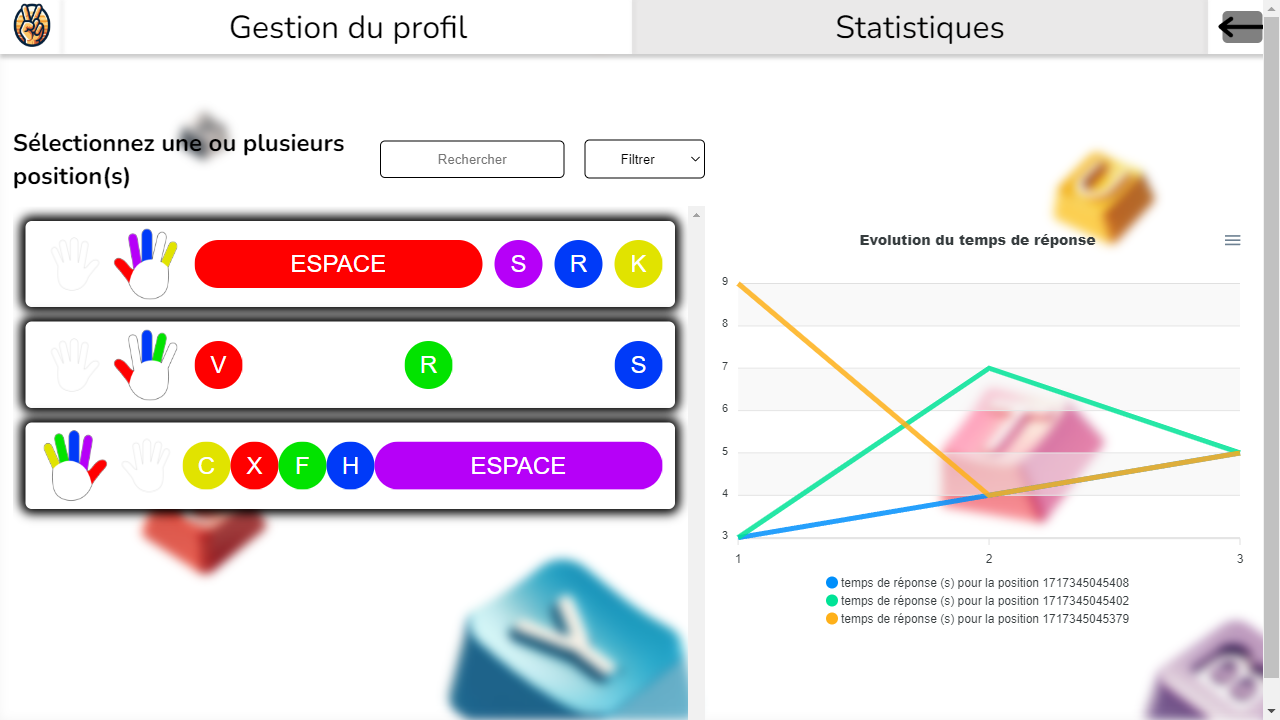 Gestion du profil
Statistiques
Sélectionnez une ou plusieurs
position(s)
Rechercher
Filtrer
ESPACE S R K
V R S
C X F H ESPACE
Evolution du temps de réponse
9
8
7
6
5
4
3
1 2 3
temps de réponse (s) pour la position 1717345045408
temps de réponse (s) pour la position 1717345045402
temps de réponse (s) pour la position 1717345045379
Y